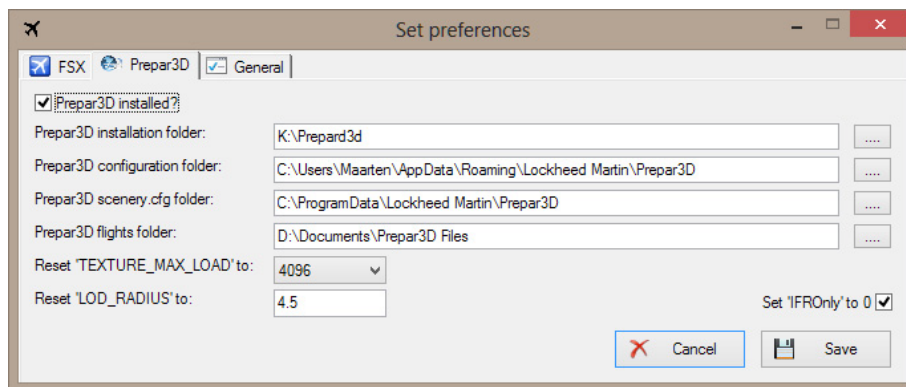 Set preferences
FSX Prepar3D General
Prepar3D installed?
Prepar3D installation folder: K:\Prepard3d ....
Prepar3D configuration folder: C:\Users\Maarten\AppData\Roaming\Lockheed Martin\Prepar3D ....
Prepar3D scenery.cfg folder: C:\ProgramData\Lockheed Martin\Prepar3D ....
Prepar3D flights folder: D:\Documents\Prepar3D Files ....
Reset 'TEXTURE_MAX_LOAD' to: 4096
Reset 'LOD_RADIUS' to: 4.5 Set 'IFROnly' to 0
Cancel Save